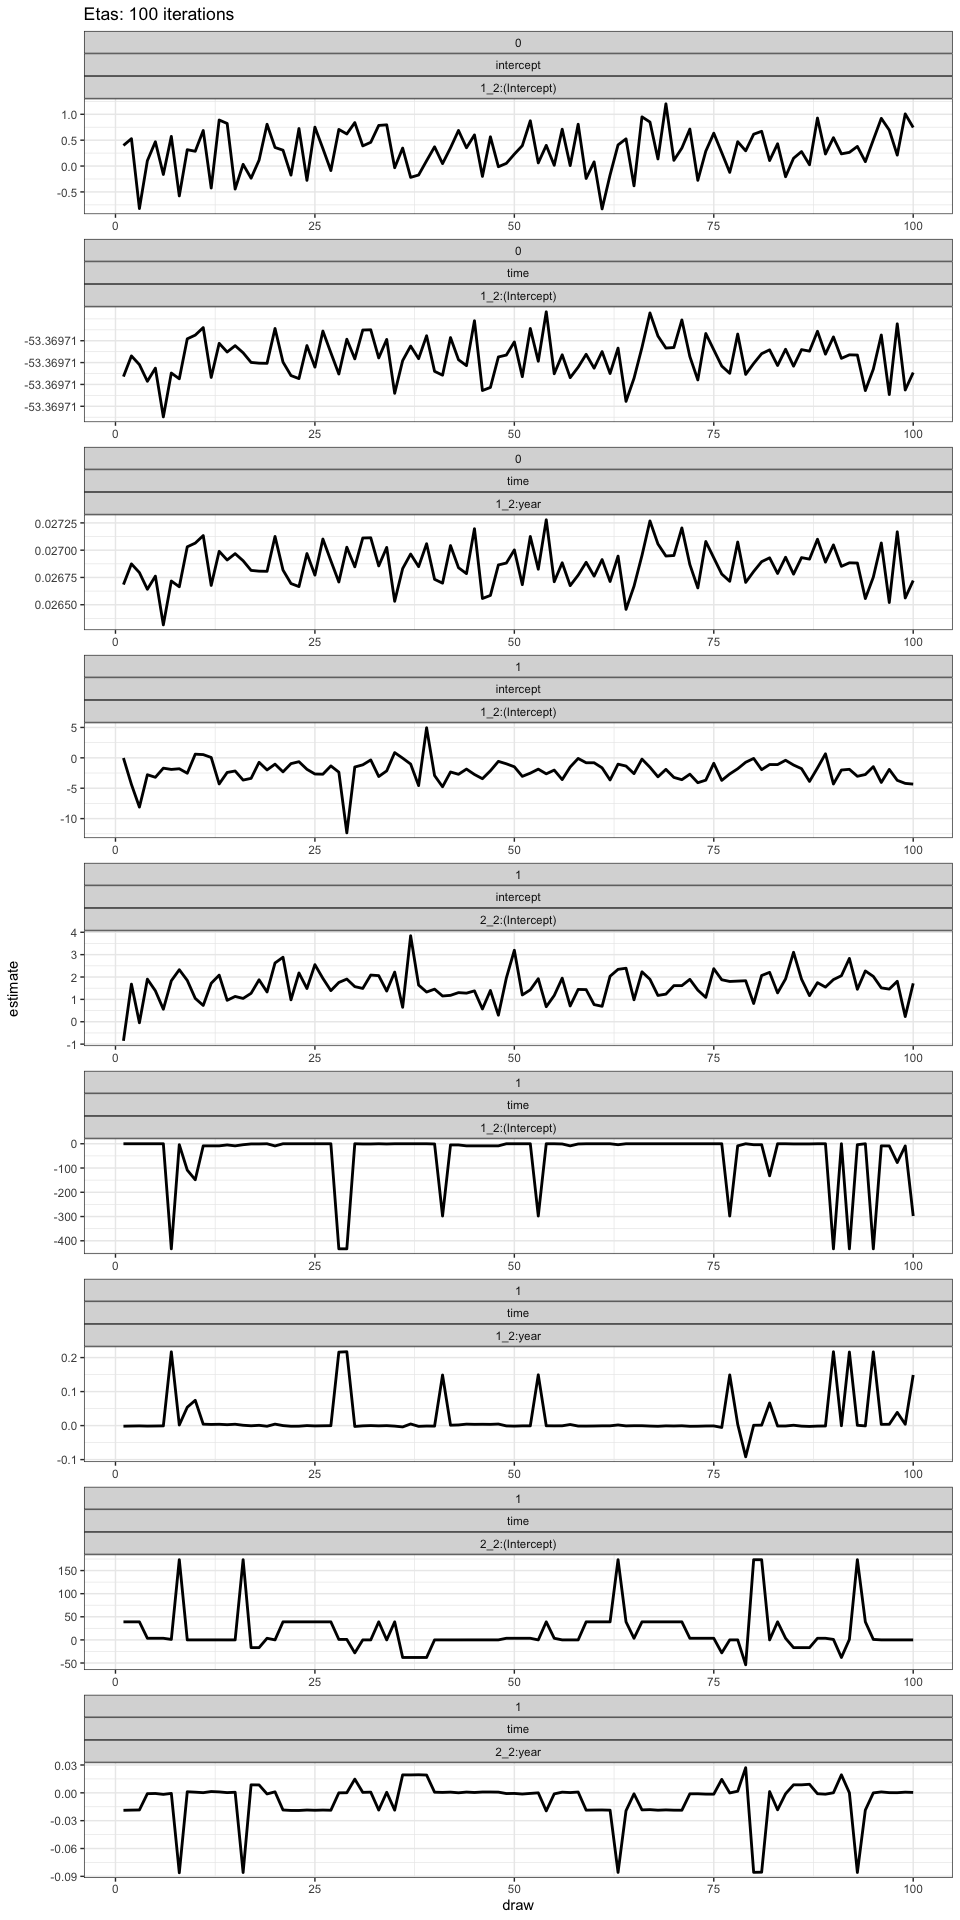 Etas: 100 iterations
0
intercept
1_2:(Intercept)
1.0
0.5
0.0
-0.5
0 25 50 75 100
0
time
1_2:(Intercept)
-53.36971
-53.36971
-53.36971
-53.36971
0 25 50 75 100
0
time
1_2:year
0.02725
0.02700
0.02675
0.02650
0 25 50 75 100
1
intercept
1_2:(Intercept)
5
0
-5
-10
0 25 50 75 100
1
intercept
2_2:(Intercept)
4
3
2
1
0
-1
0 25 50 75 100
estimate
1
time
1_2:(Intercept)
0
-100
-200
-300
-400
0 25 50 75 100
1
time
1_2:year
0.2
0.1
0.0
-0.1
0 25 50 75 100
1
time
2_2:(Intercept)
150
100
50
0
-50
0 25 50 75 100
1
time
2_2:year
0.03
0.00
-0.03
-0.06
-0.09
0 25 50 75 100
draw